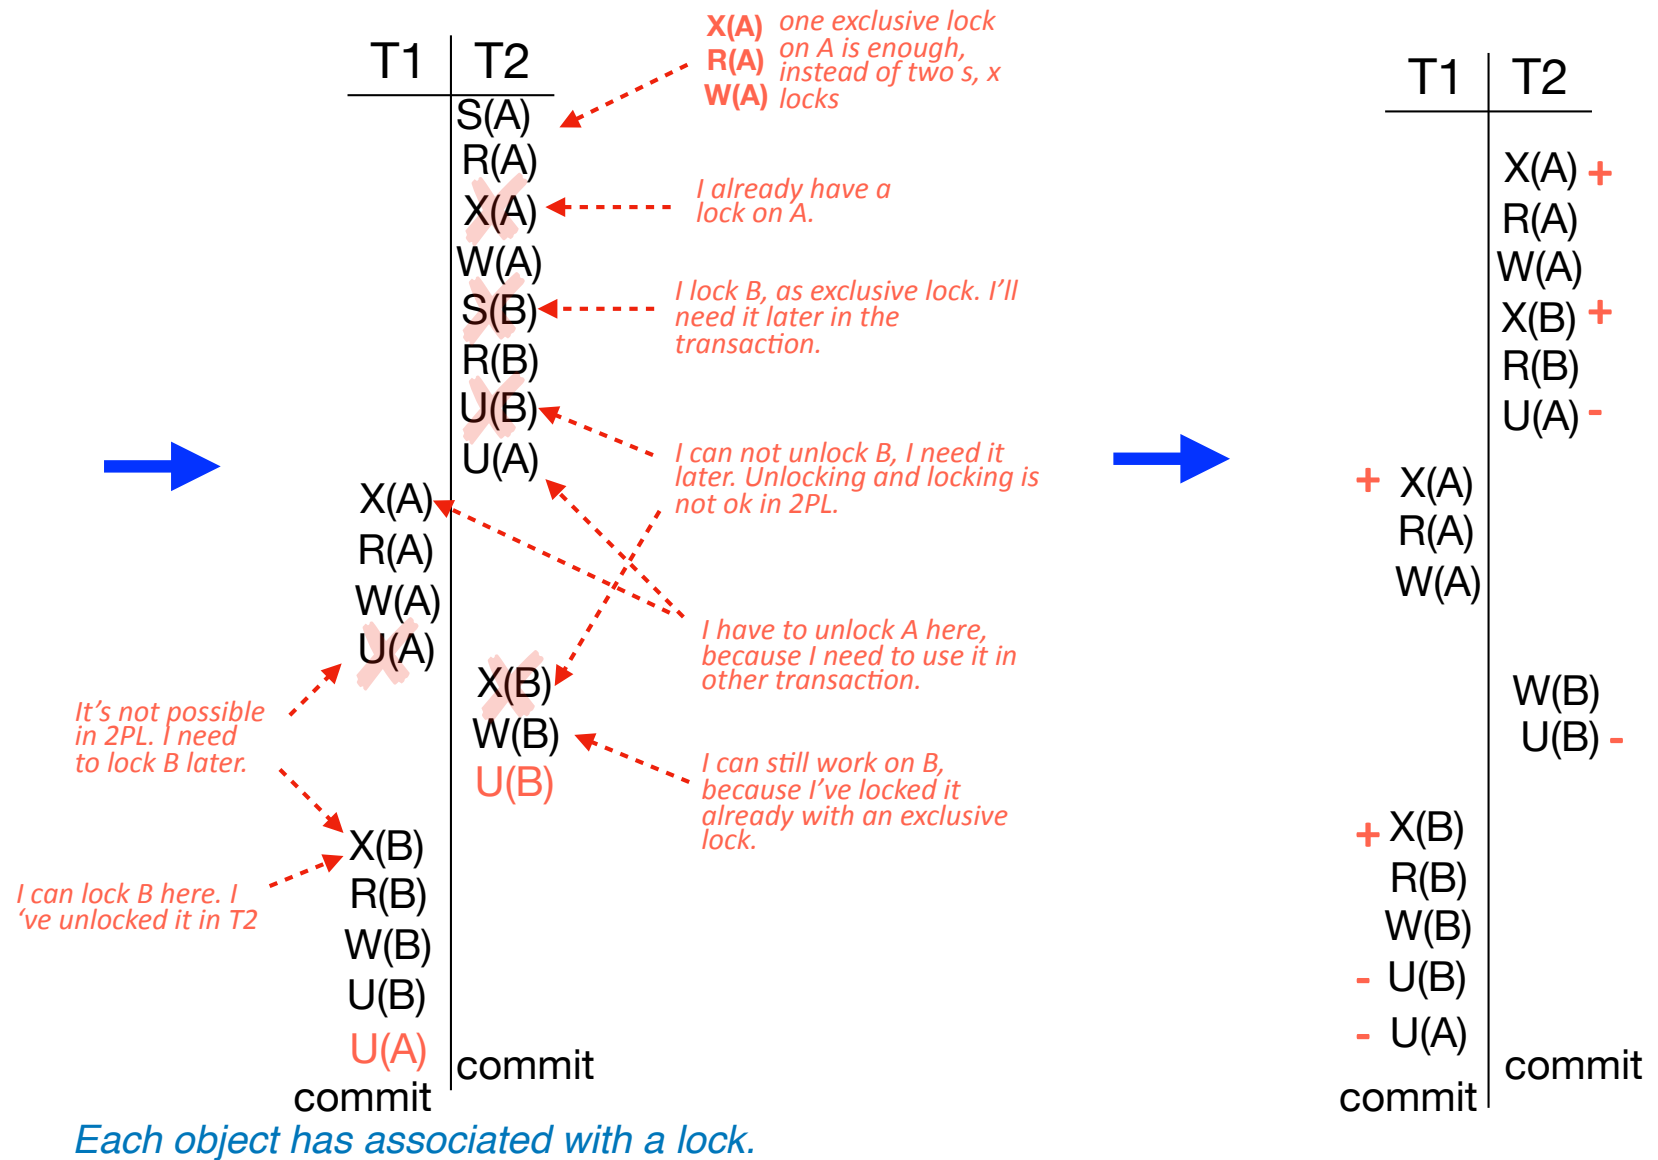 T1 T2
S(A)
R(A)
X(A)
W(A)
S(B)
R(B)
U(B)
U(A)
X(A)
R(A)
W(A)
U(A)
X(B)
W(B)
U(B)
X(B)
R(B)
W(B)
U(B)
U(A)
commit
commit
X(A)
R(A)
W(A)
one exclusive lock
on A is enough,
instead of two s, x
locks
I already have a
lock on A.
I lock B, as exclusive lock. I’ll
need it later in the
transaction.
I can not unlock B, I need it
later. Unlocking and locking is
not ok in 2PL.
I have to unlock A here,
because I need to use it in
other transaction.
I can still work on B,
because I’ve locked it
already with an exclusive
lock.
It’s not possible
in 2PL. I need
to lock B later.
I can lock B here. I
‘ve unlocked it in T2
T1 T2
X(A) +
R(A)
W(A)
X(B) +
R(B)
U(A) -
+ X(A)
R(A)
W(A)
W(B)
U(B) -
+ X(B)
R(B)
W(B)
- U(B)
- U(A)
commit
commit
Each object has associated with a lock.